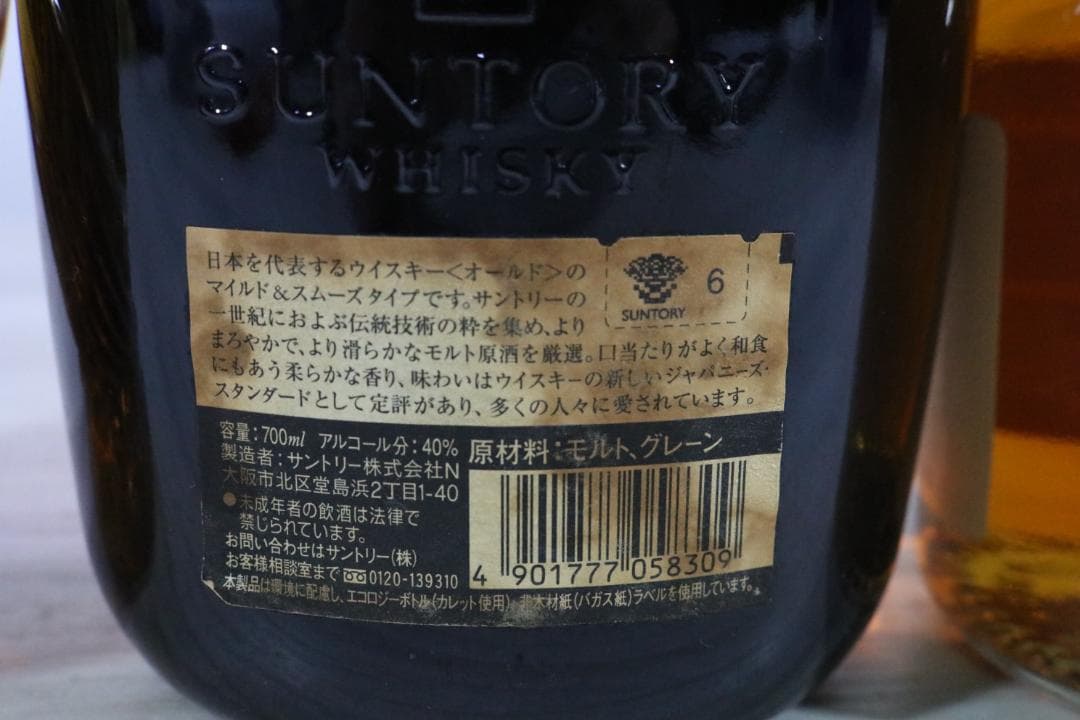 SUNTORY
WHISKY
日本を代表するウイスキー<オールド>の
マイルド&スムーズタイプです。サントリーの
一世紀におよぶ伝統技術の粋を集め、より
まろやかで、より滑らかなモルト原酒を厳選。口当たりがよく和食
にもあう柔らかな香り、味わいはウイスキーの新しいジャパニーズ・
スタンダードとして定評があり、多くの人々に愛されています。
6
SUNTORY
容量:700ml アルコール分:40%
製造者:サントリー株式会社N
大阪市北区堂島浜2丁目1-40
●未成年者の飲酒は法律で
禁じられています。
お問い合わせはサントリー(株)
お客様相談室まで 0120-139310
原材料:モルト、グレーン
4 901777 058309
本製品は環境に配慮し、エコロジーボトル(カレット使用) 非木材紙(バガス紙)ラベルを使用しています。